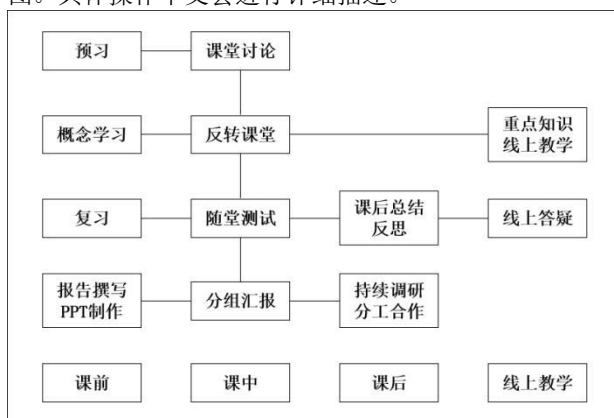 图。具体操作下文会进行详细描述。
预习
课堂讨论
概念学习
反转课堂
重点知识
线上教学
复习
随堂测试
课后总结
反思
线上答疑
报告撰写
PPT制作
分组汇报
持续调研
分工合作
课前
课中
课后
线上教学